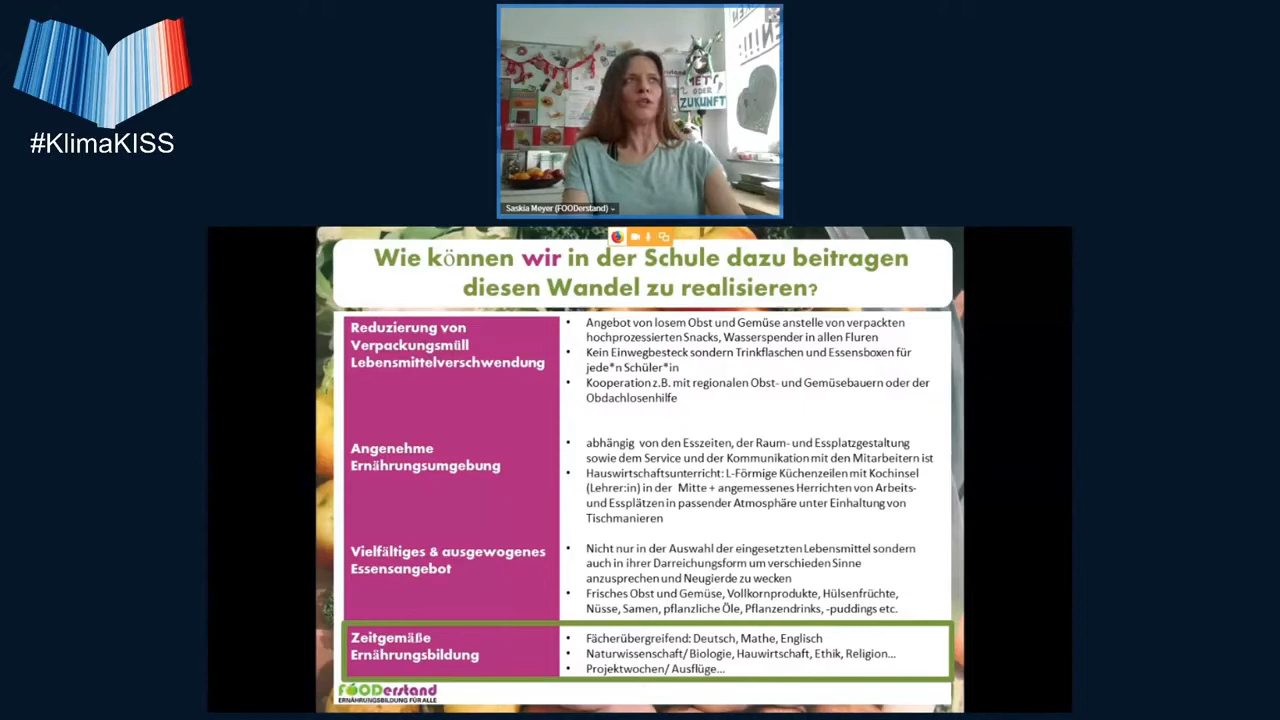 #KlimaKISS
METT
ODER
ZUKUNFT
Saskia Meyer (FOODerstand)
Wie können wir in der Schule dazu beitragen
diesen Wandel zu realisieren?
Reduzierung von
Verpackungsmüll
Lebensmittelverschwendung
• Angebot von losem Obst und Gemüse anstelle von verpackten
hochprozessierten Snacks, Wasserspender in allen Fluren
• Kein Einwegbesteck sondern Trinkflaschen und Essensboxen für
jede*n Schüler*in
• Kooperation z.B. mit regionalen Obst- und Gemüsebauern oder der
Obdachlosenhilfe
Angenehme
Ernährungsumgebung
• abhängig von den Esszeiten, der Raum- und Essplatzgestaltung
sowie dem Service und der Kommunikation mit den Mitarbeitern ist
• Hauswirtschaftsunterricht: L-Förmige Küchenzeilen mit Kochinsel
(Lehrer:in) in der Mitte + angemessenes Herrichten von Arbeits-
und Essplätzen in passender Atmosphäre unter Einhaltung von
Tischmanieren
Vielfältiges & ausgewogenes
Essensangebot
• Nicht nur in der Auswahl der eingesetzten Lebensmittel sondern
auch in ihrer Darreichungsform um verschieden Sinne
anzusprechen und Neugierde zu wecken
• Frisches Obst und Gemüse, Vollkornprodukte, Hülsenfrüchte,
Nüsse, Samen, pflanzliche Öle, Pflanzendrinks, -puddings etc.
Zeitgemäße
Ernährungsbildung
• Fächerübergreifend: Deutsch, Mathe, Englisch
• Naturwissenschaft/ Biologie, Hauwirtschaft, Ethik, Religion...
• Projektwochen/ Ausflüge...
FOODerstand
ERNÄHRUNGSBILDUNG FÜR ALLE